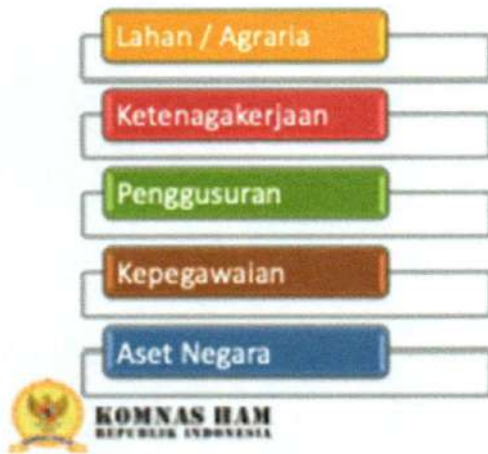 Lahan / Agraria
Ketenagakerjaan
Penggusuran
Kepegawaian
Aset Negara
KOMNAS HAM
REPUBLIK INDONESIA